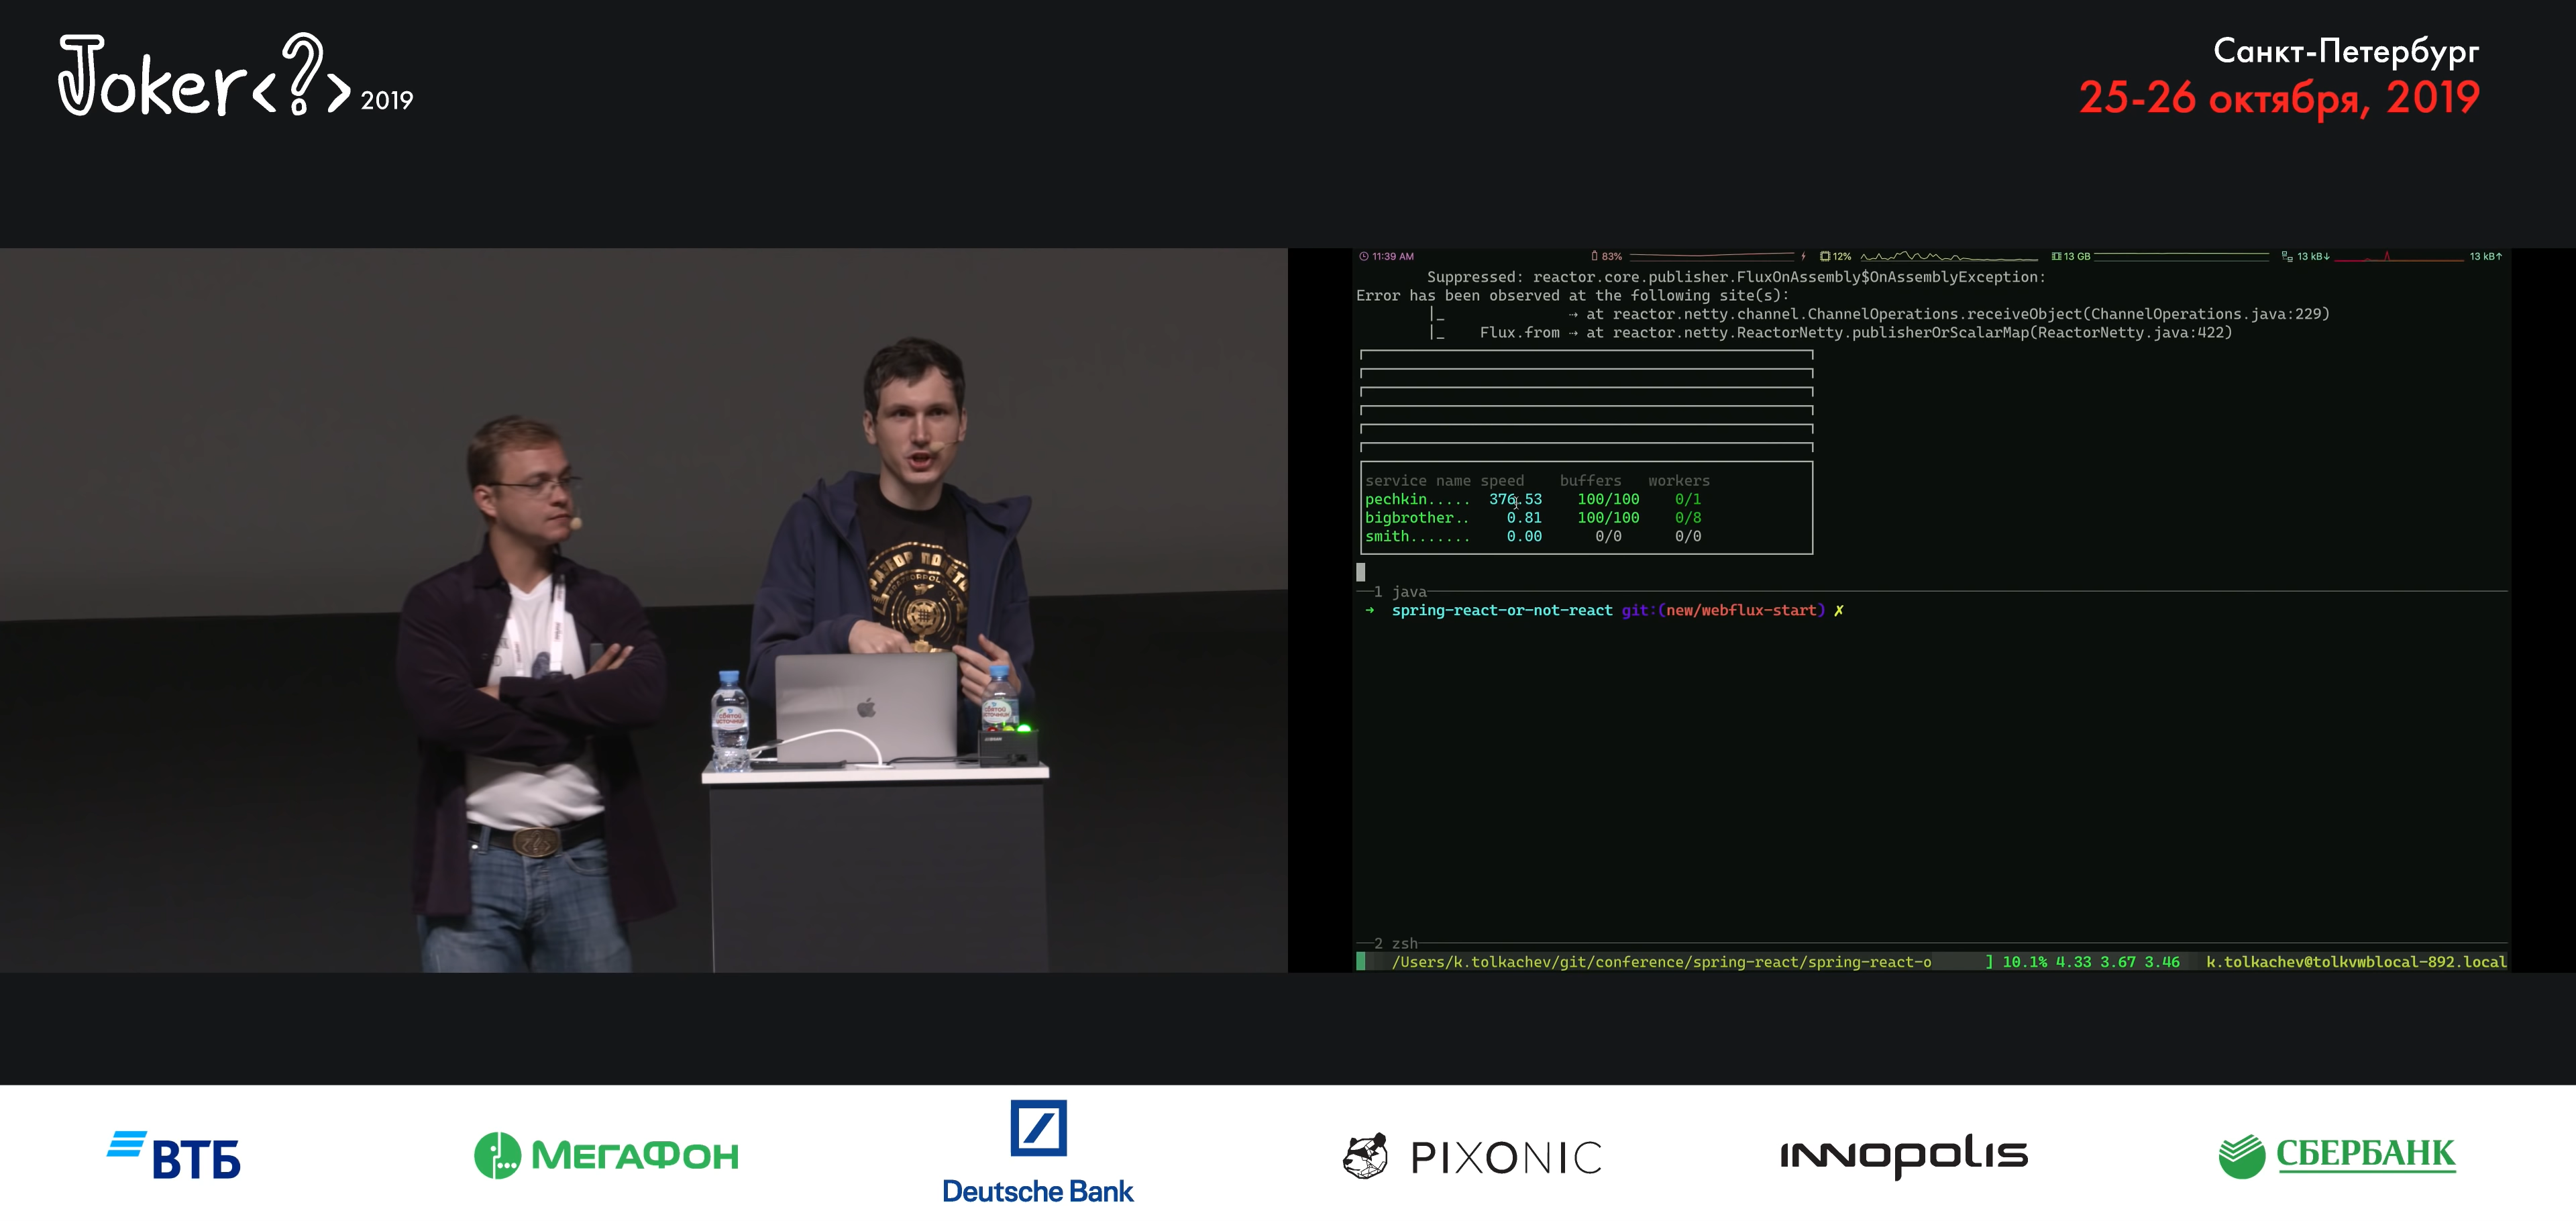 Joker<?> 2019
Санкт-Петербург
25-26 октября, 2019
11:39 AM 83% 12% 13 GB 13 kB↓ 13 kB↑
Suppressed: reactor.core.publisher.FluxOnAssembly$OnAssemblyException:
Error has been observed at the following site(s):
|_ ⇢ at reactor.netty.channel.ChannelOperations.receiveObject(ChannelOperations.java:229)
|_ Flux.from ⇢ at reactor.netty.ReactorNetty.publisherOrScalarMap(ReactorNetty.java:422)
service name speed buffers workers
pechkin..... 376.53 100/100 0/1
bigbrother.. 0.81 100/100 0/8
smith....... 0.00 0/0 0/0
1 java
➜ spring-react-or-not-react git:(new/webflux-start) ✗
2 zsh
/Users/k.tolkachev/git/conference/spring-react/spring-react-o ] 10.1% 4.33 3.67 3.46 k.tolkachev@tolkvwblocal-892.local
РАЗБОР ПО
СВЯТОЙ
ИСТОЧНИК
ВТБ
МЕГАФОН
Deutsche Bank
PIXONIC
INNOPOLIS
СБЕРБАНК